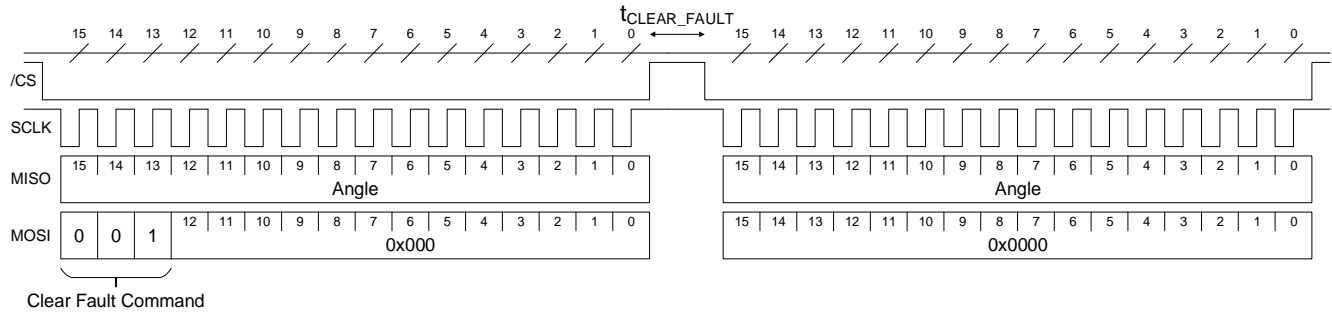 tCLEAR_FAULT
15 14 13 12 11 10 9 8 7 6 5 4 3 2 1 0 15 14 13 12 11 10 9 8 7 6 5 4 3 2 1 0
/CS
SCLK
MISO 15 14 13 12 11 10 9 8 7 6 5 4 3 2 1 0 15 14 13 12 11 10 9 8 7 6 5 4 3 2 1 0
Angle Angle
MOSI 0 0 1 12 11 10 9 8 7 6 5 4 3 2 1 0 15 14 13 12 11 10 9 8 7 6 5 4 3 2 1 0
0x000 0x0000
Clear Fault Command